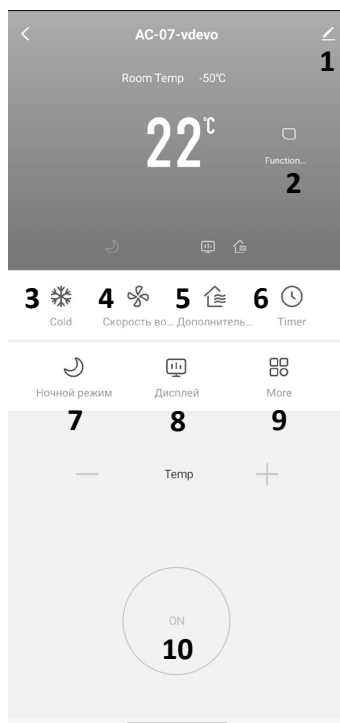 AC-07-vdevo
1
Room Temp -50℃
22℃
Function...
2
3 4 5 6
Cold Скорость во... Дополнитель... Timer
Ночной режим Дисплей More
7 8 9
Temp
ON
10